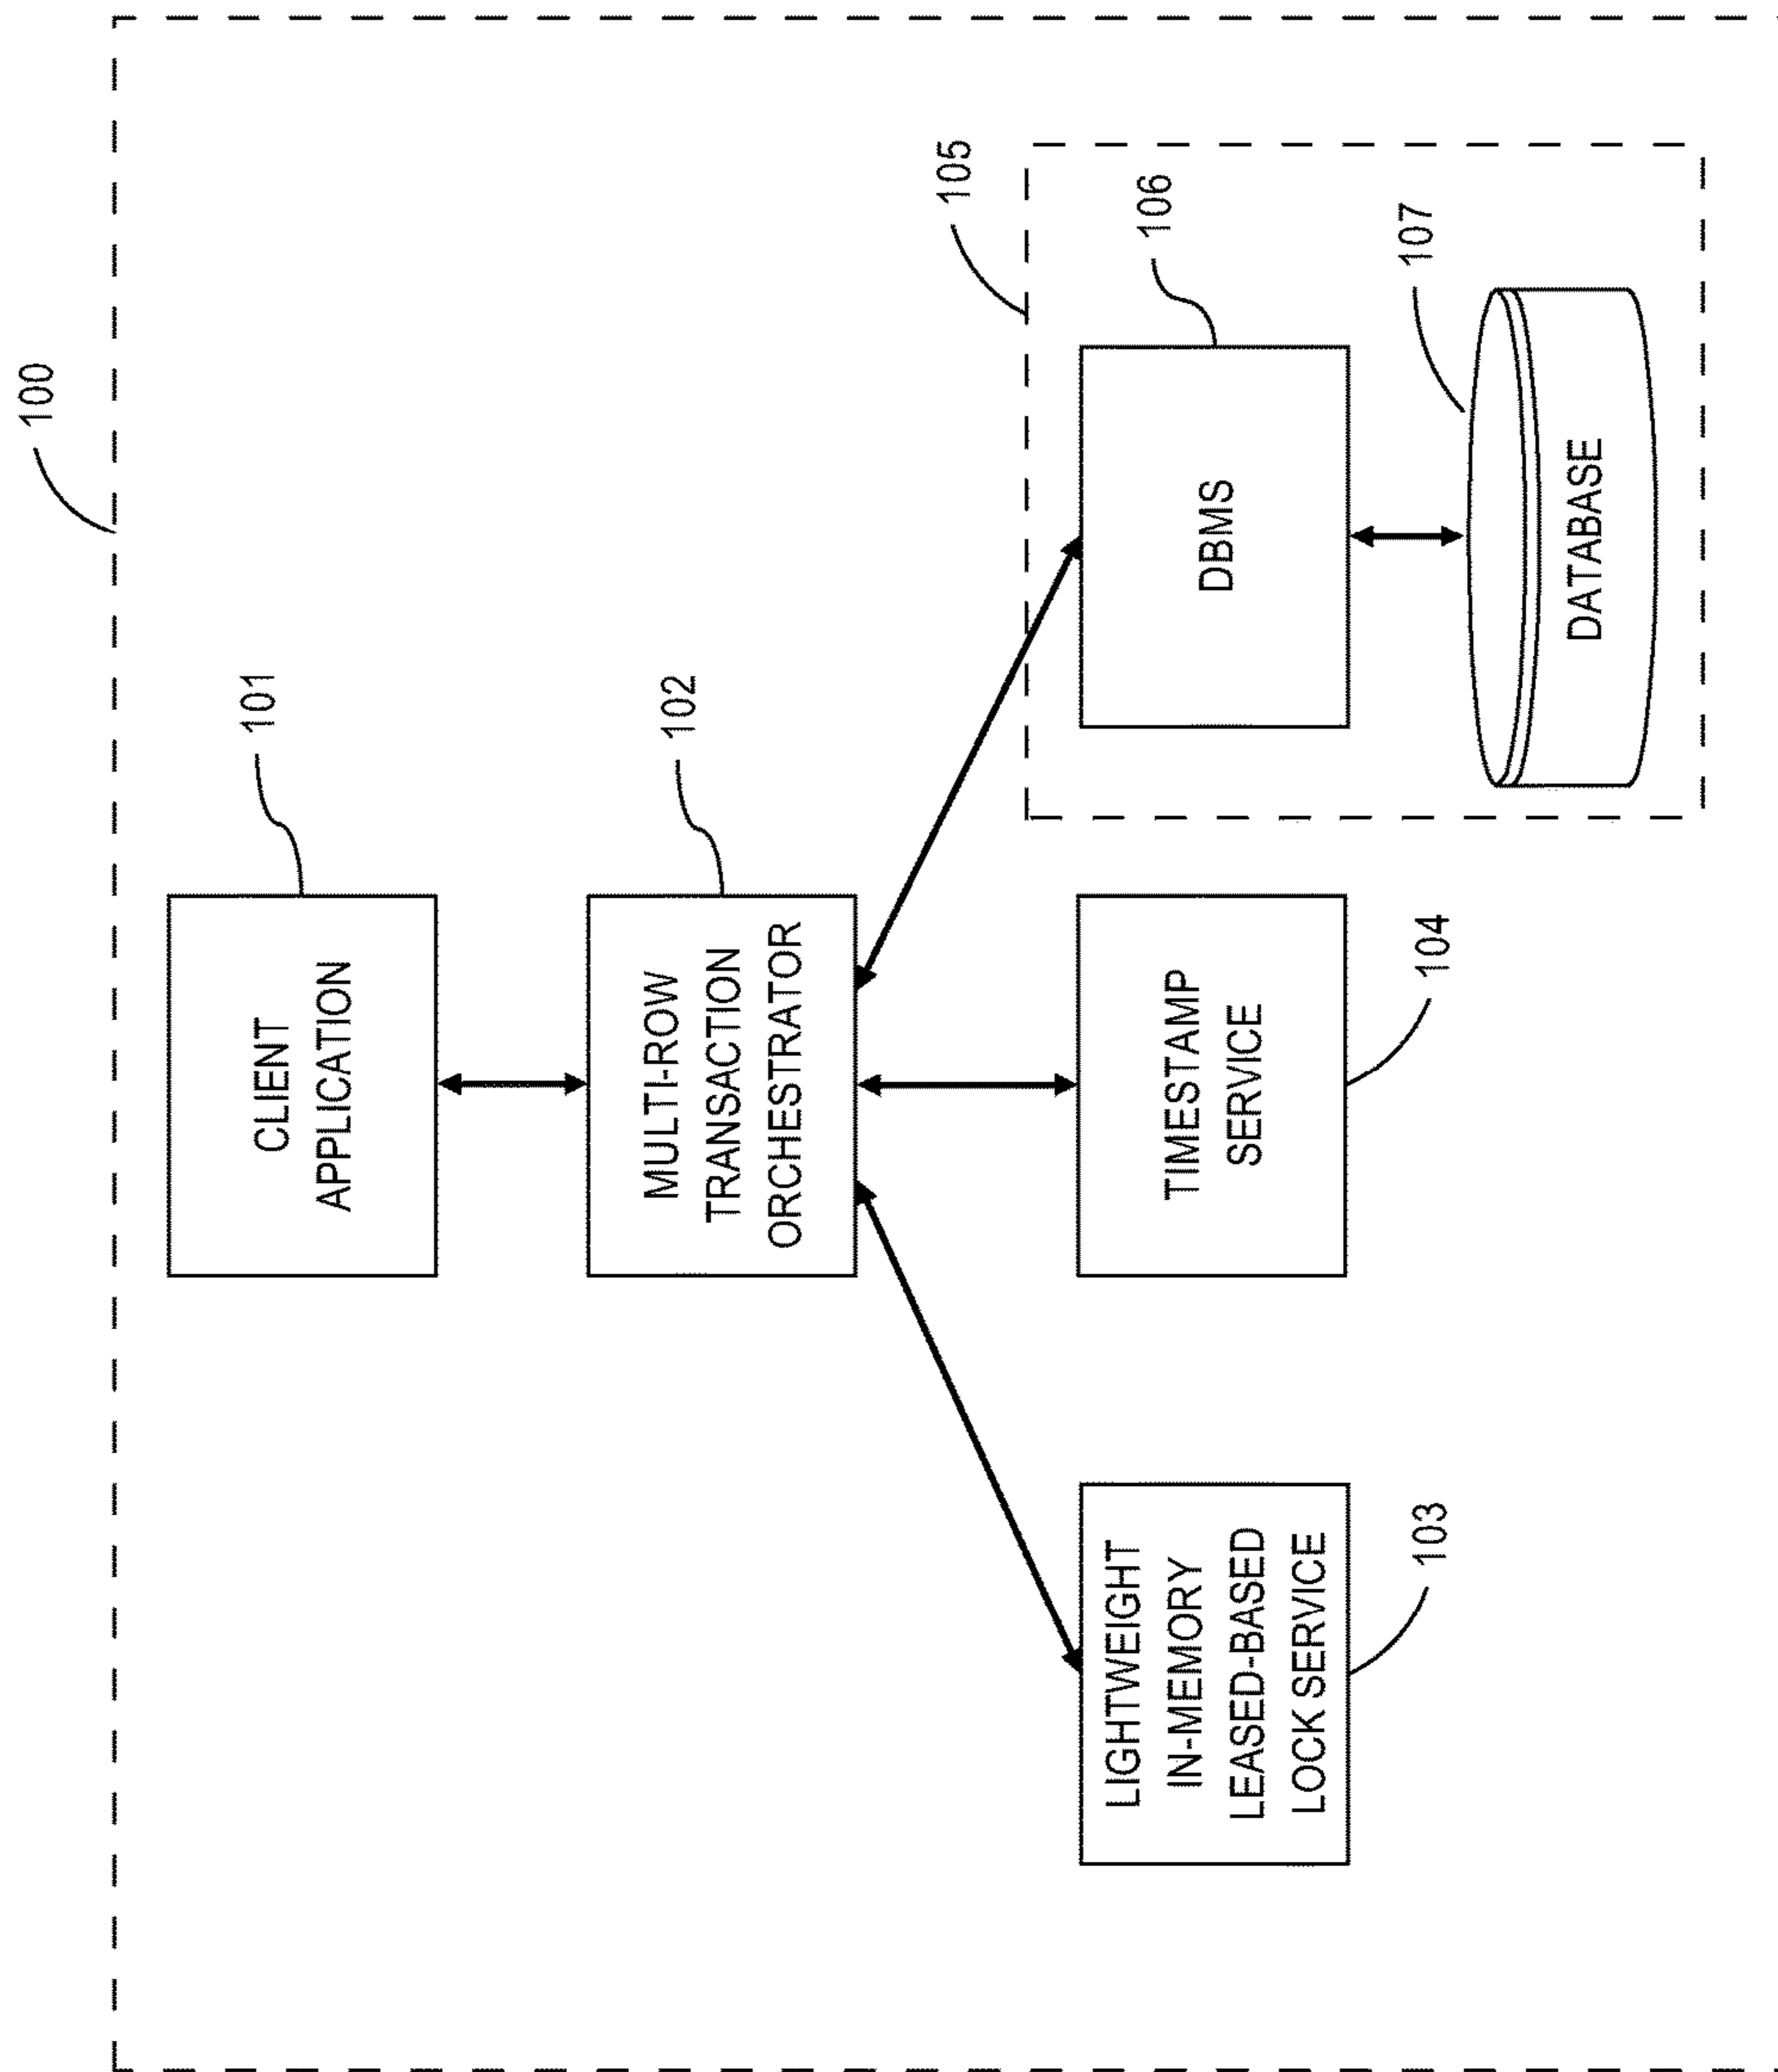 100
CLIENT
APPLICATION
101
MULTI-ROW
TRANSACTION
ORCHESTRATOR
102
LIGHTWEIGHT
IN-MEMORY
LEASED-BASED
LOCK SERVICE
103
TIMESTAMP
SERVICE
104
105
DBMS
106
DATABASE
107